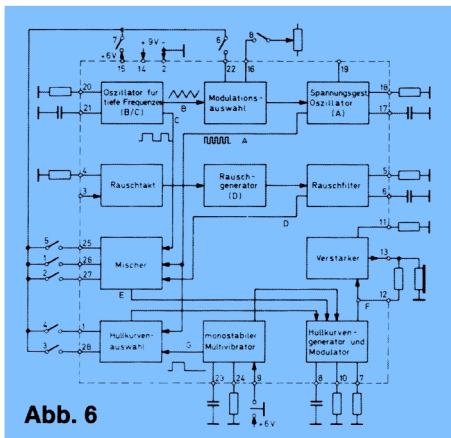 7
+9V -
6
8
+6V
15 14 2
22 16
19
20
Oszillator für
tiefe Frequenzen
(B/C)
B
Modulations-
auswahl
Spannungsgest.
Oszillator
(A)
18
21
17
C
A
4
Rauschtakt
Rausch-
generator
(D)
Rauschfilter
5
3
6
D
11
5 25
1 26
2 27
Mischer
Verstärker
13
E
F
12
4 1
3 28
Hüllkurven-
auswahl
G
monostabiler
Multivibrator
Hüllkurven-
generator und
Modulator
23 24 9
8 10 7
+6V
Abb. 6